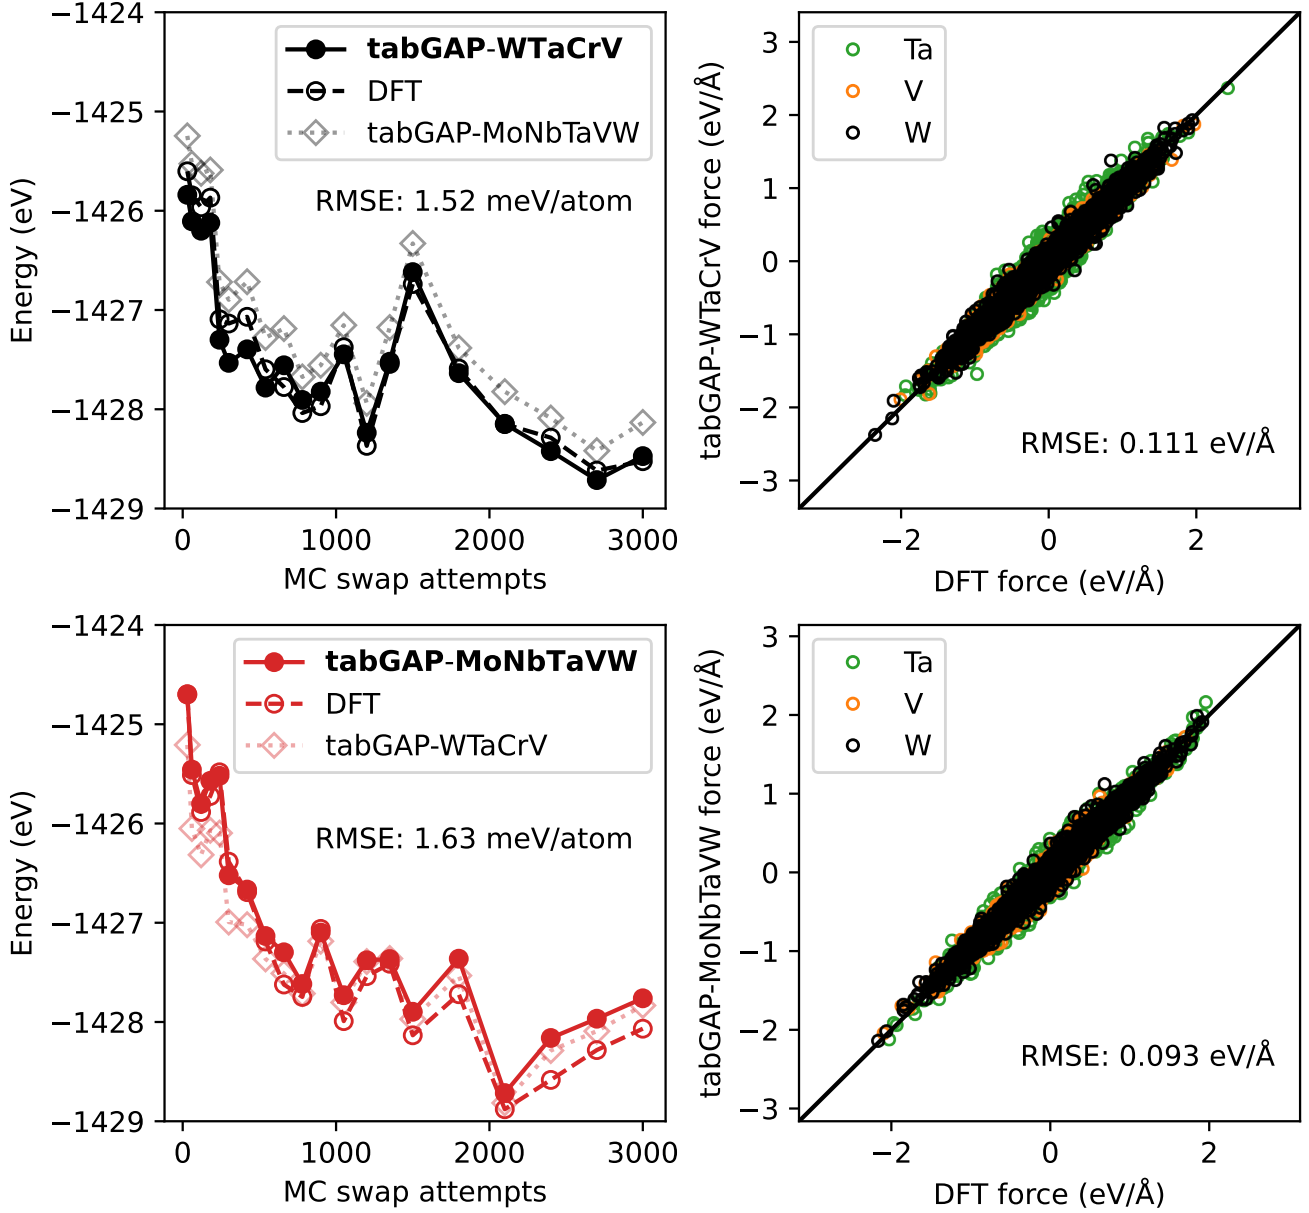 −1424
−1425
−1426
−1427
−1428
−1429
Energy (eV)
0
1000
2000
3000
MC swap attempts
tabGAP-WTaCrV
DFT
tabGAP-MoNbTaVW
RMSE: 1.52 meV/atom
3
2
1
0
−1
−2
−3
tabGAP-WTaCrV force (eV/Å)
−2
0
2
DFT force (eV/Å)
Ta
V
W
RMSE: 0.111 eV/Å
−1424
−1425
−1426
−1427
−1428
−1429
Energy (eV)
0
1000
2000
3000
MC swap attempts
tabGAP-MoNbTaVW
DFT
tabGAP-WTaCrV
RMSE: 1.63 meV/atom
3
2
1
0
−1
−2
−3
tabGAP-MoNbTaVW force (eV/Å)
−2
0
2
DFT force (eV/Å)
Ta
V
W
RMSE: 0.093 eV/Å